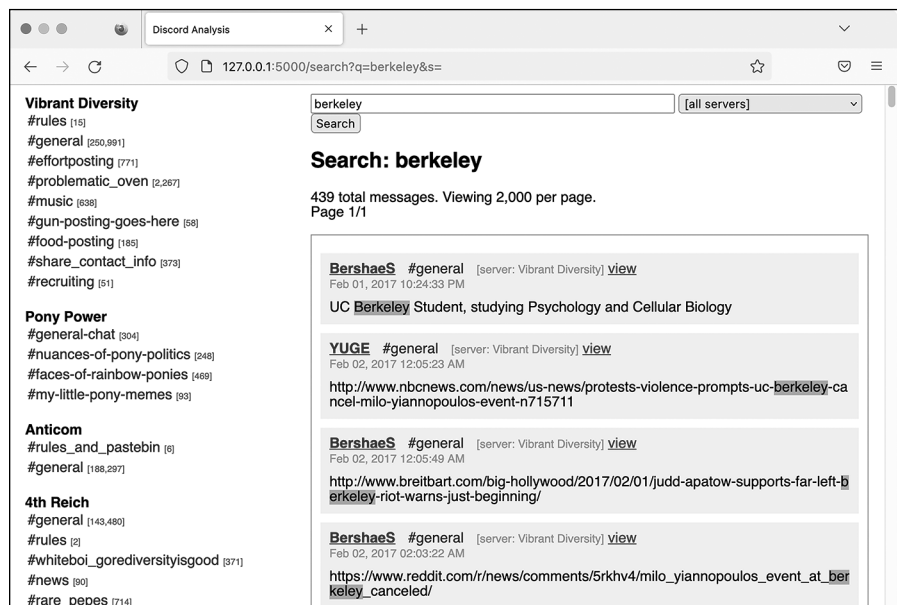 Discord Analysis
127.0.0.1:5000/search?q=berkeley&s=
Vibrant Diversity
#rules [15]
#general [250,991]
#effortposting [771]
#problematic_oven [2,267]
#music [638]
#gun-posting-goes-here [58]
#food-posting [185]
#share_contact_info [373]
#recruiting [51]
Pony Power
#general-chat [304]
#nuances-of-pony-politics [248]
#faces-of-rainbow-ponies [469]
#my-little-pony-memes [93]
Anticom
#rules_and_pastebin [6]
#general [188,297]
4th Reich
#general [143,480]
#rules [2]
#whiteboi_gorediversityisgood [371]
#news [90]
#rare_pepes [714]
berkeley
[all servers]
Search
Search: berkeley
439 total messages. Viewing 2,000 per page.
Page 1/1
BershaeS #general [server: Vibrant Diversity] view
Feb 01, 2017 10:24:33 PM
UC Berkeley Student, studying Psychology and Cellular Biology
YUGE #general [server: Vibrant Diversity] view
Feb 02, 2017 12:05:23 AM
http://www.nbcnews.com/news/us-news/protests-violence-prompts-uc-berkeley-ca
ncel-milo-yiannopoulos-event-n715711
BershaeS #general [server: Vibrant Diversity] view
Feb 02, 2017 12:05:49 AM
http://www.breitbart.com/big-hollywood/2017/02/01/judd-apatow-supports-far-left-b
erkeley-riot-warns-just-beginning/
BershaeS #general [server: Vibrant Diversity] view
Feb 02, 2017 02:03:22 AM
https://www.reddit.com/r/news/comments/5rkhv4/milo_yiannopoulos_event_at_ber
keley_canceled/